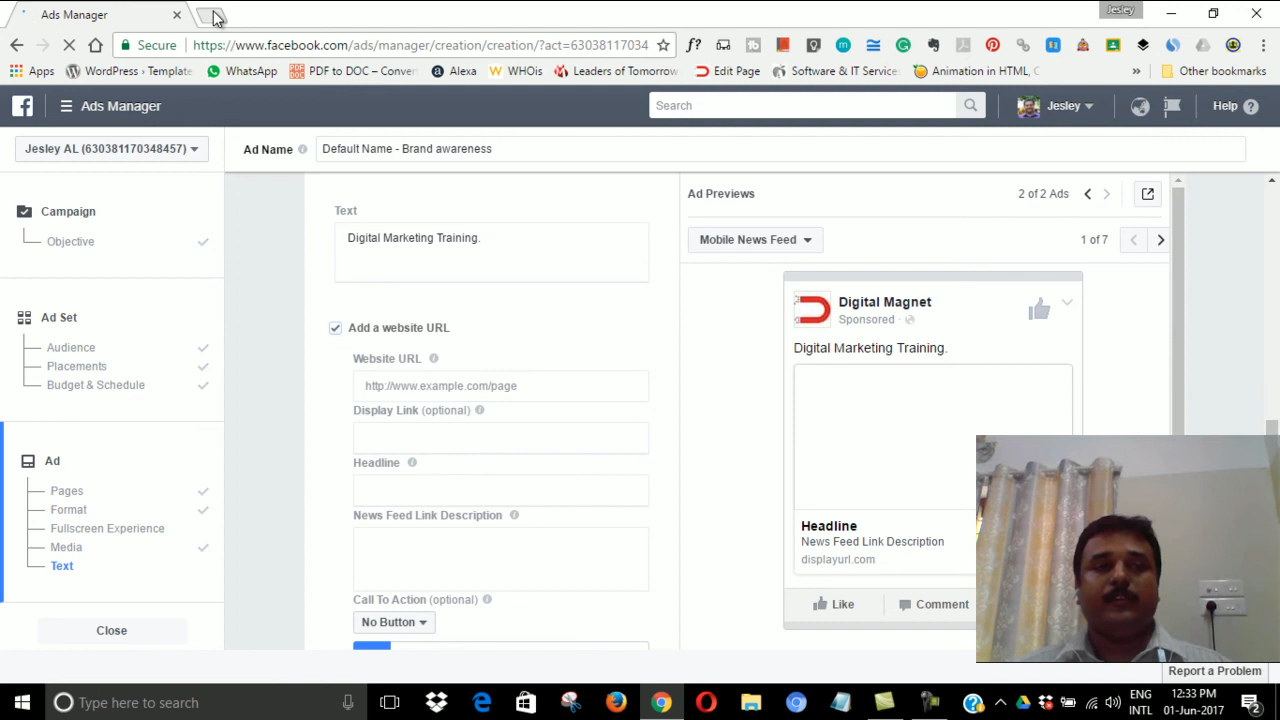 Ads Manager
Jesley
Secure
https://www.facebook.com/ads/manager/creation/creation/?act=63038117034
f?
Apps
WordPress › Template
WhatsApp
PDF to DOC – Conver
Alexa
WHOis
Leaders of Tomorrow
Edit Page
Software & IT Service
Animation in HTML, C
»
Other bookmarks
Ads Manager
Search
Jesley
Help
Jesley AL (630381170348457)
Ad Name
Default Name - Brand awareness
Campaign
Objective
Ad Set
Audience
Placements
Budget & Schedule
Ad
Pages
Format
Fullscreen Experience
Media
Text
Close
Text
Digital Marketing Training.
Add a website URL
Website URL
http://www.example.com/page
Display Link (optional)
Headline
News Feed Link Description
Call To Action (optional)
No Button
Ad Previews
2 of 2 Ads
Mobile News Feed
1 of 7
Digital Magnet
Sponsored ·
Digital Marketing Training.
Headline
News Feed Link Description
displayurl.com
Like
Comment
Report a Problem
Type here to search
ENG
INTL
12:33 PM
01-Jun-2017
2